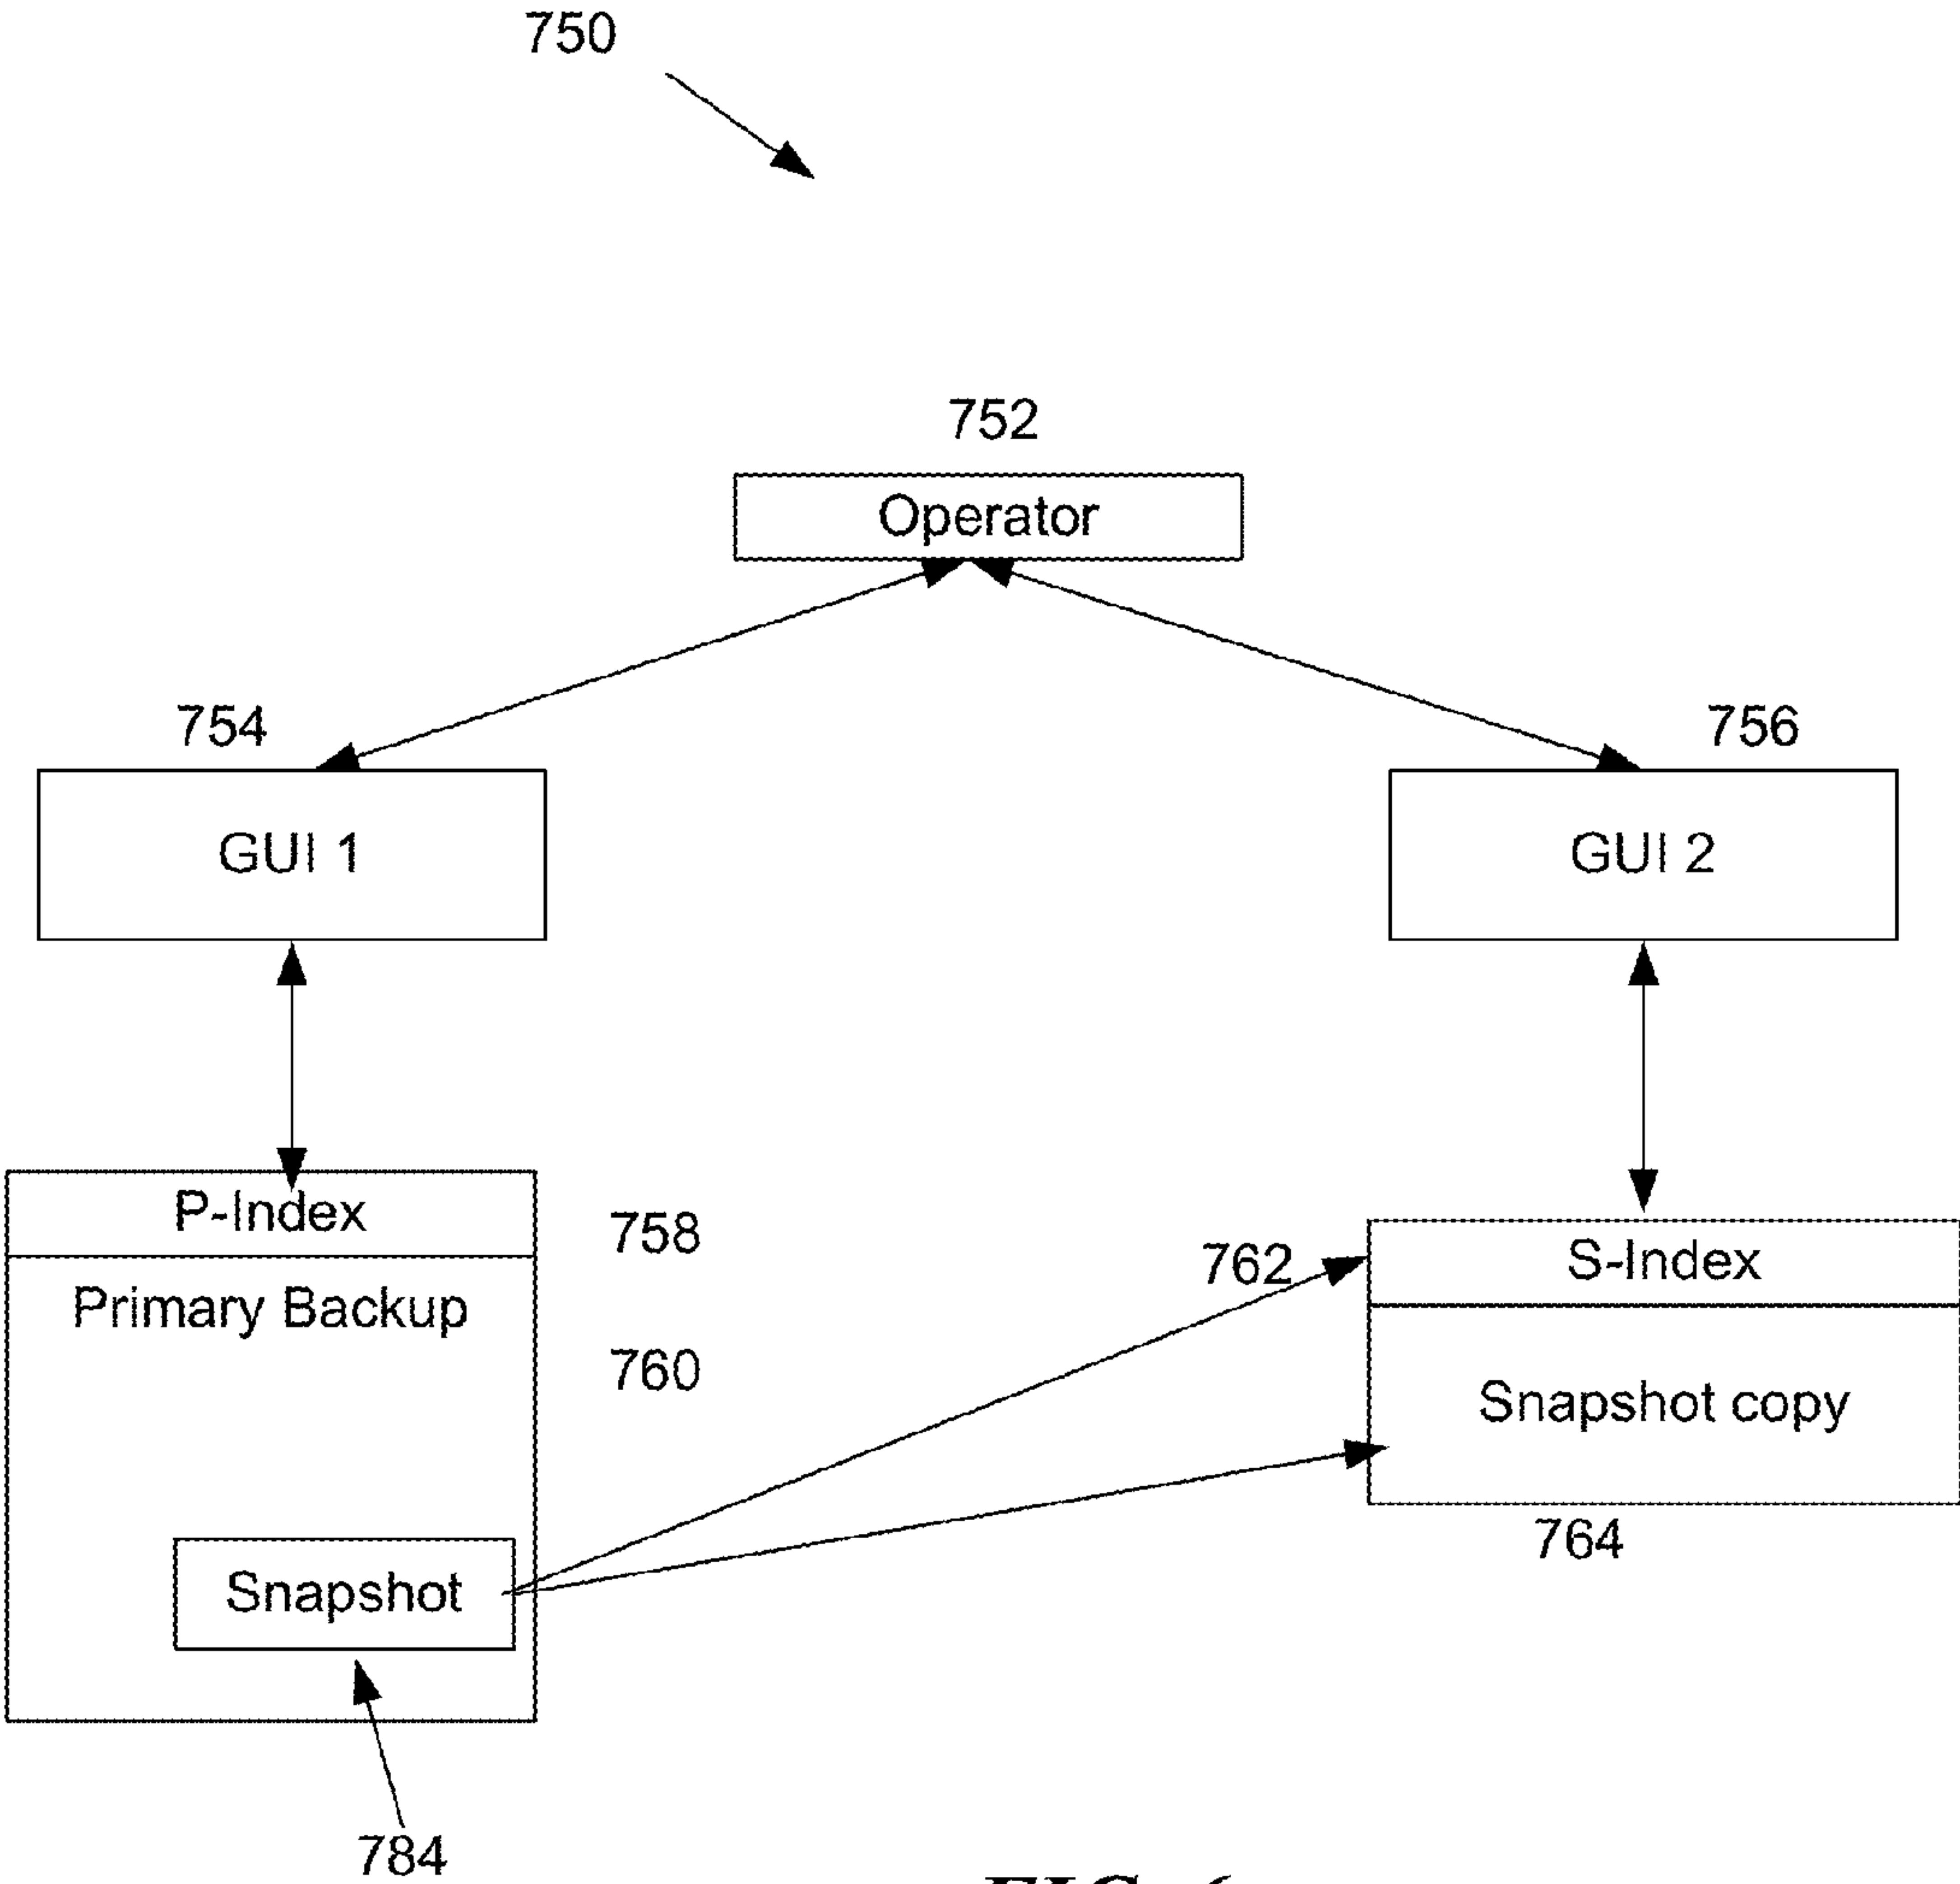 750
752
Operator
754
756
GUI 1
GUI 2
P-Index
758
762
S-Index
Primary Backup
760
Snapshot copy
764
Snapshot
784